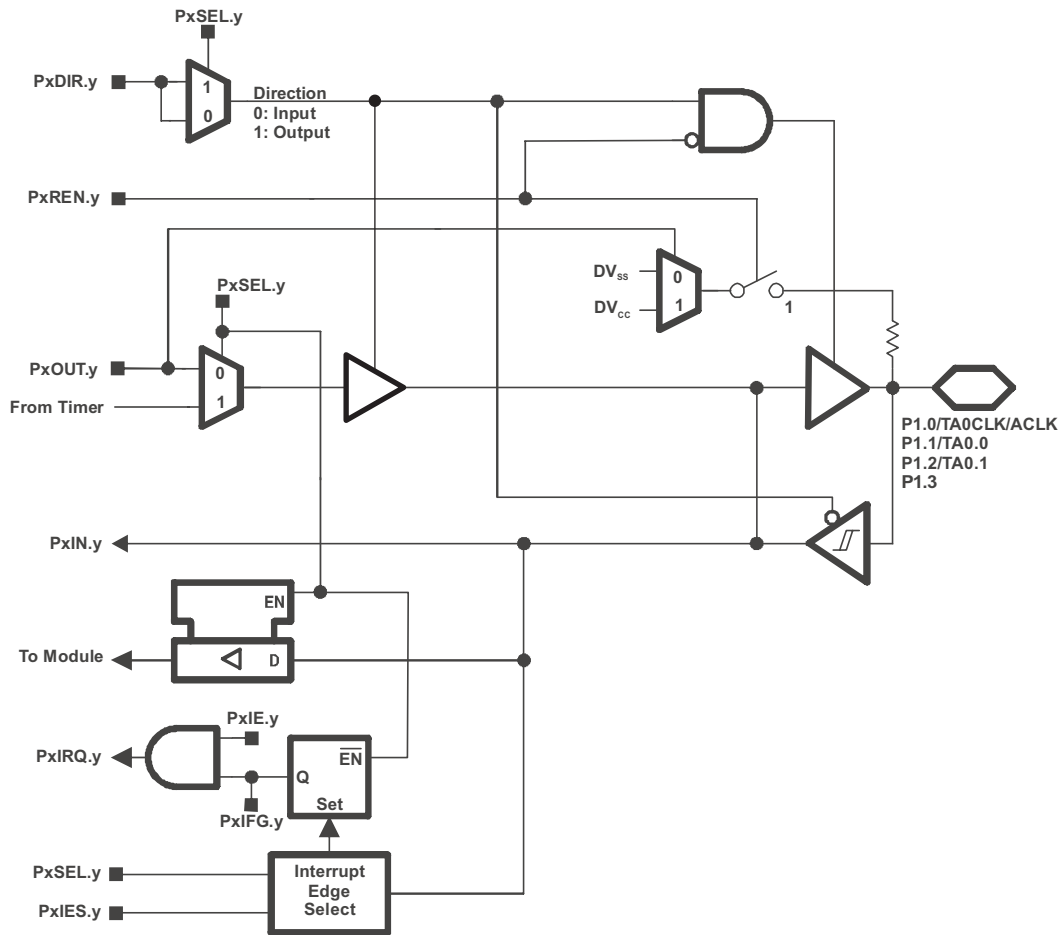 PxSEL.y
PxDIR.y
1
0
Direction
0: Input
1: Output
PxREN.y
DVSS
DVCC
0
1
1
PxSEL.y
PxOUT.y
0
From Timer
1
P1.0/TA0CLK/ACLK
P1.1/TA0.0
P1.2/TA0.1
P1.3
PxIN.y
EN
To Module
D
PxIE.y
PxIRQ.y
EN
Q
Set
PxIFG.y
PxSEL.y
PxIES.y
Interrupt
Edge
Select